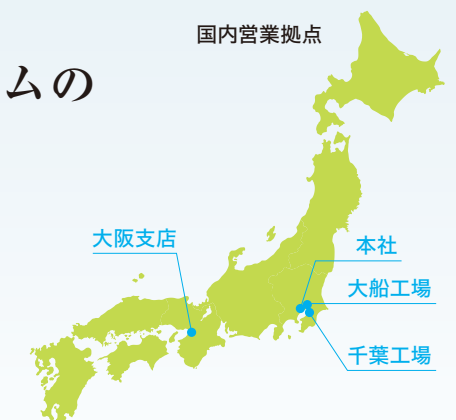 国内営業拠点
ムの
大阪支店
本社
大船工場
千葉工場